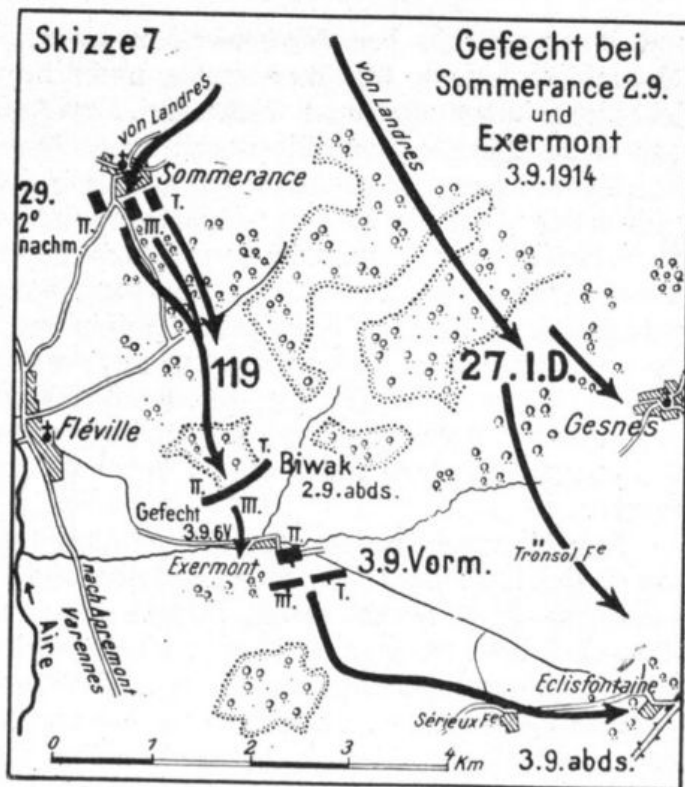 Skizze 7
Gefecht bei
Sommerance 2.9.
und
Exermont
3.9.1914
von Landres
von Landres
Sommerance
29.
2º
nachm.
II.
III.
I.
119
27. I.D.
Gesnes
Fléville
I.
Biwak
2.9. abds.
II.
III.
Gefecht
3.9.6V
Exermont
II.
3.9.Vorm.
III.
I.
Trönsol Fe
nach Apremont
Varennes
Aire
Eclisfontaine
Sérieux Fe
3.9. abds.
0 1 2 3 4 Km